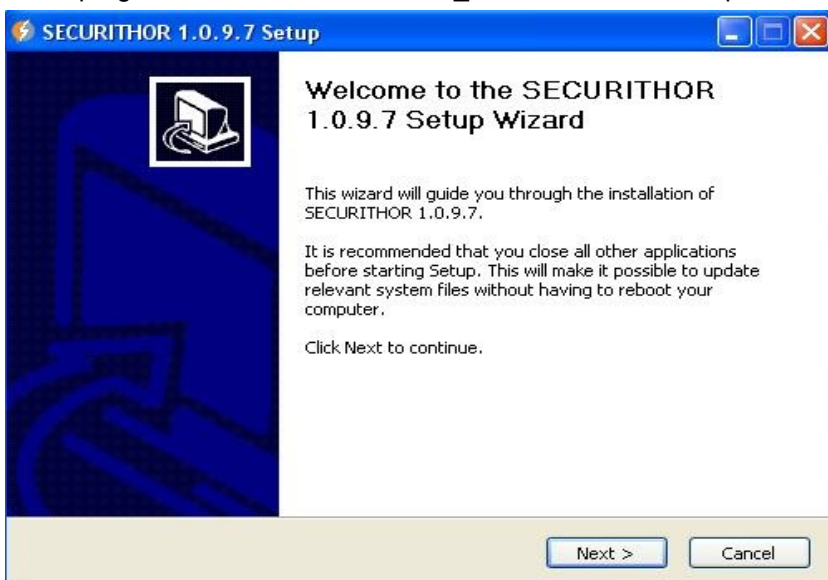 SECURITHOR 1.0.9.7 Setup
Welcome to the SECURITHOR
1.0.9.7 Setup Wizard
This wizard will guide you through the installation of
SECURITHOR 1.0.9.7.
It is recommended that you close all other applications
before starting Setup. This will make it possible to update
relevant system files without having to reboot your
computer.
Click Next to continue.
Next >
Cancel